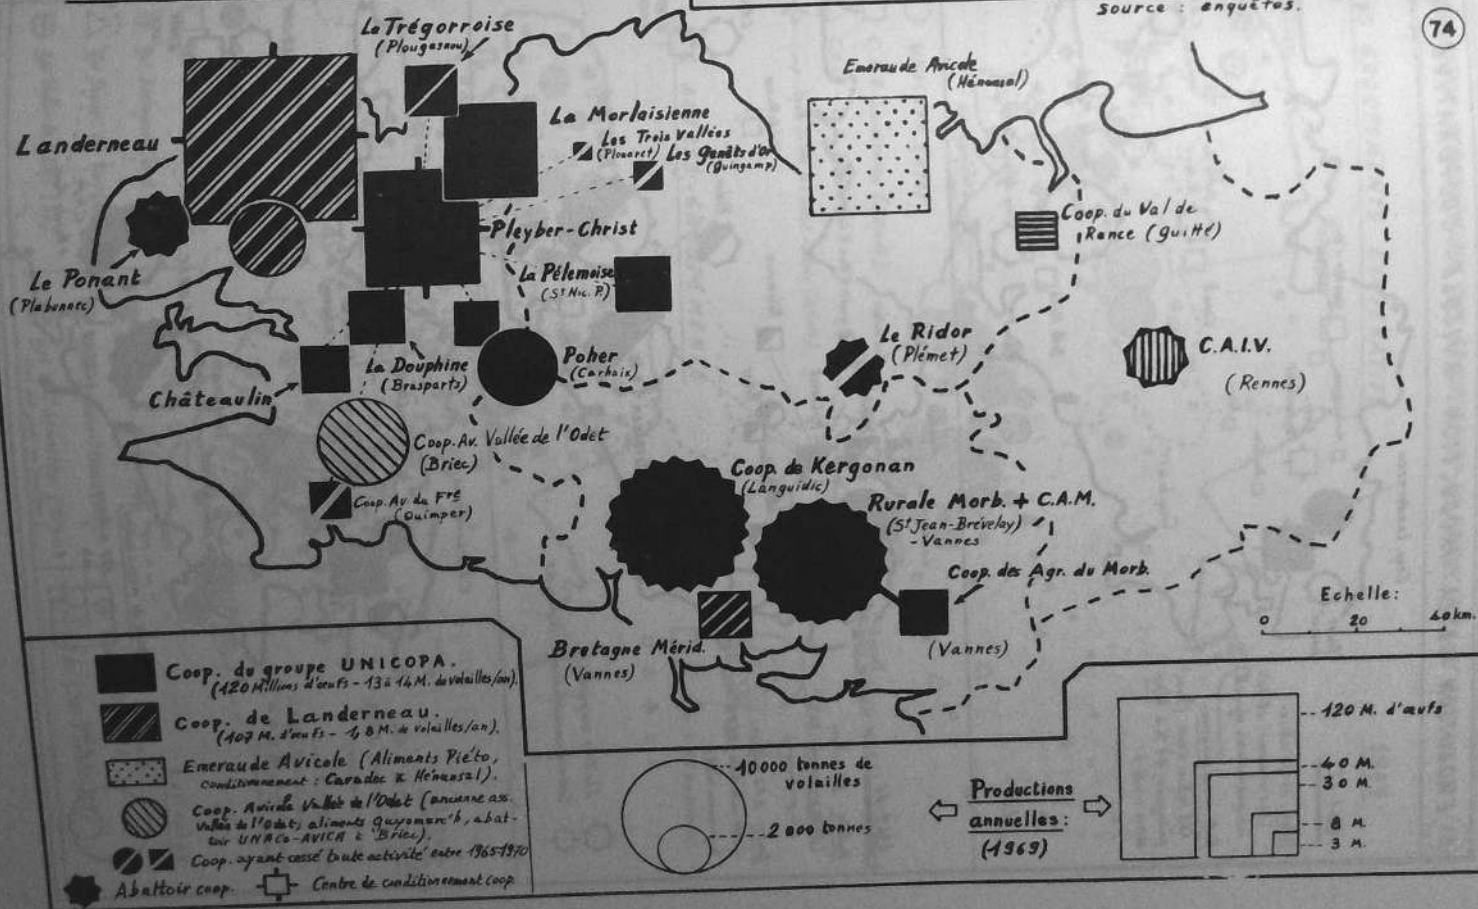 source : enquêtes.
74
La Trégorroise
(Plougasnou)
Emeraude Avicole
(Hénansal)
Landerneau
La Morlaisienne
Les Trois Vallées
(Plouaret)
Les Genêts d'Or
(Guingamp)
Coop. du Val de
Rance (Guitté)
Pleyber-Christ
Le Ponant
(Plabennec)
La Pélemoise
(St Nic. P.)
Le Ridor
(Plémet)
C.A.I.V.
(Rennes)
Poher
(Carhaix)
La Douphine
(Brasparts)
Châteaulin
Coop. Av. Vallée de l'Odet
(Briec)
Coop. Av. du Fré
(Quimper)
Coop. de Kergonan
(Languidic)
Rurale Morb. + C.A.M.
(St Jean-Brévelay)
- Vannes
Coop. des Agr. du Morb.
(Vannes)
Bretagne Mérid.
(Vannes)
Echelle:
0 20 40 km.
Coop. du groupe UNICOPA.
(120 Millions d'œufs - 13 à 14 M. de volailles/an).
Coop. de Landerneau.
(107 M. d'œufs - 1,8 M. de volailles/an).
Emeraude Avicole (Aliments Piéto,
conditionnement : Caradec à Hénansal).
Coop. Avicole Vallée de l'Odet (ancienne ass.
Vallée de l'Odet, aliments Guyomarc'h, abat-
toir UNACO-AVICA à Briec).
Coop. ayant cessé toute activité entre 1965-1970
Abattoir coop.
Centre de conditionnement coop
10 000 tonnes de
volailles
2 000 tonnes
Productions
annuelles :
(1969)
120 M. d'œufs
40 M.
30 M.
8 M.
3 M.